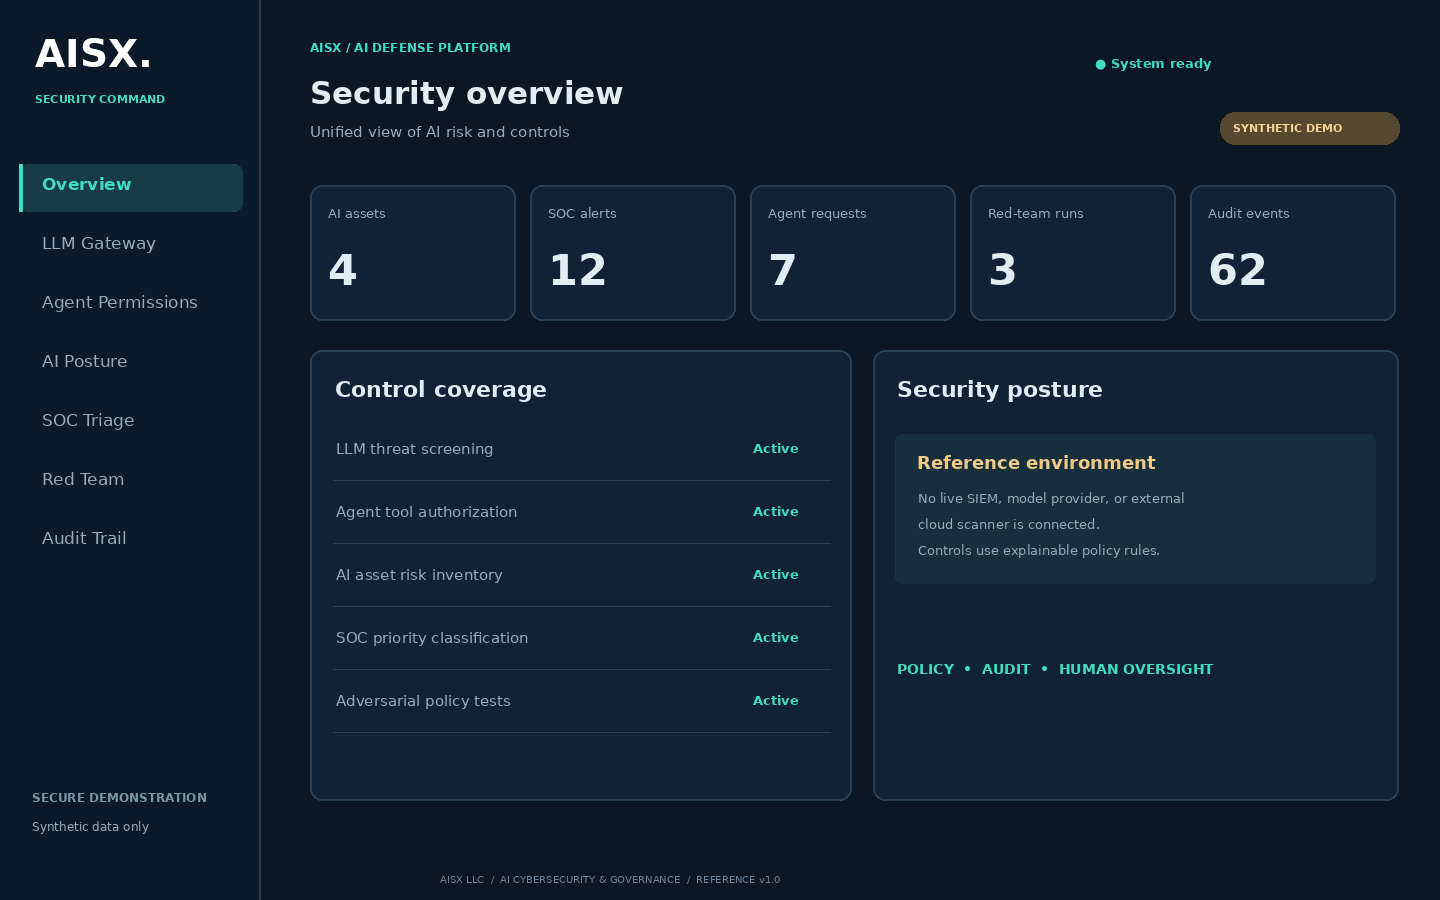 AISX.
SECURITY COMMAND
Overview
LLM Gateway
Agent Permissions
AI Posture
SOC Triage
Red Team
Audit Trail
SECURE DEMONSTRATION
Synthetic data only
AISX / AI DEFENSE PLATFORM
Security overview
Unified view of AI risk and controls
● System ready
SYNTHETIC DEMO
AI assets
4
SOC alerts
12
Agent requests
7
Red-team runs
3
Audit events
62
Control coverage
LLM threat screening Active
Agent tool authorization Active
AI asset risk inventory Active
SOC priority classification Active
Adversarial policy tests Active
Security posture
Reference environment
No live SIEM, model provider, or external
cloud scanner is connected.
Controls use explainable policy rules.
POLICY • AUDIT • HUMAN OVERSIGHT
AISX LLC / AI CYBERSECURITY & GOVERNANCE / REFERENCE v1.0